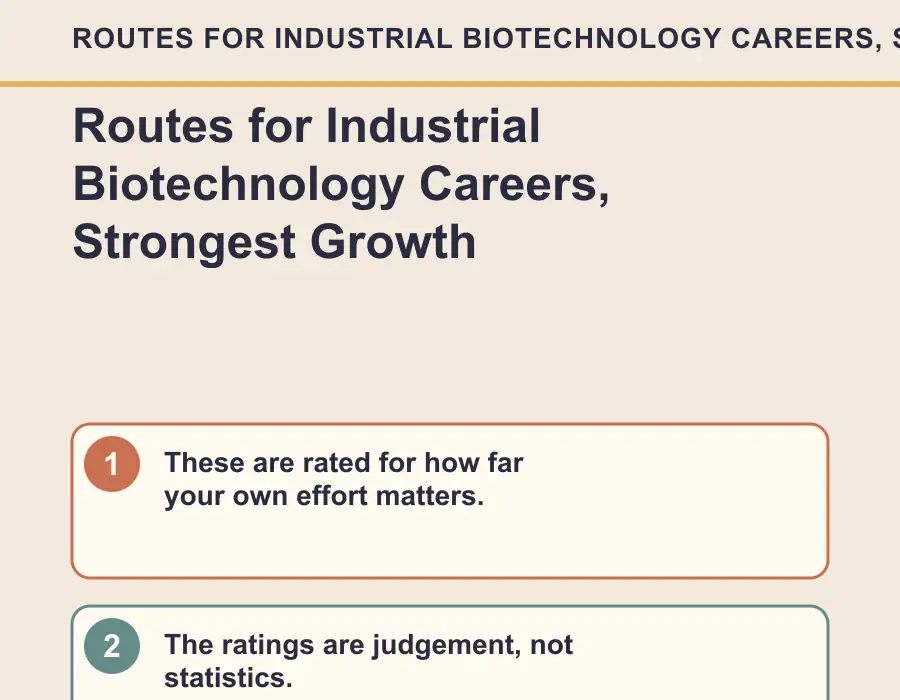 ROUTES FOR INDUSTRIAL BIOTECHNOLOGY CAREERS,
Routes for Industrial
Biotechnology Careers,
Strongest Growth
1
These are rated for how far
your own effort matters.
2
The ratings are judgement, not
statistics.